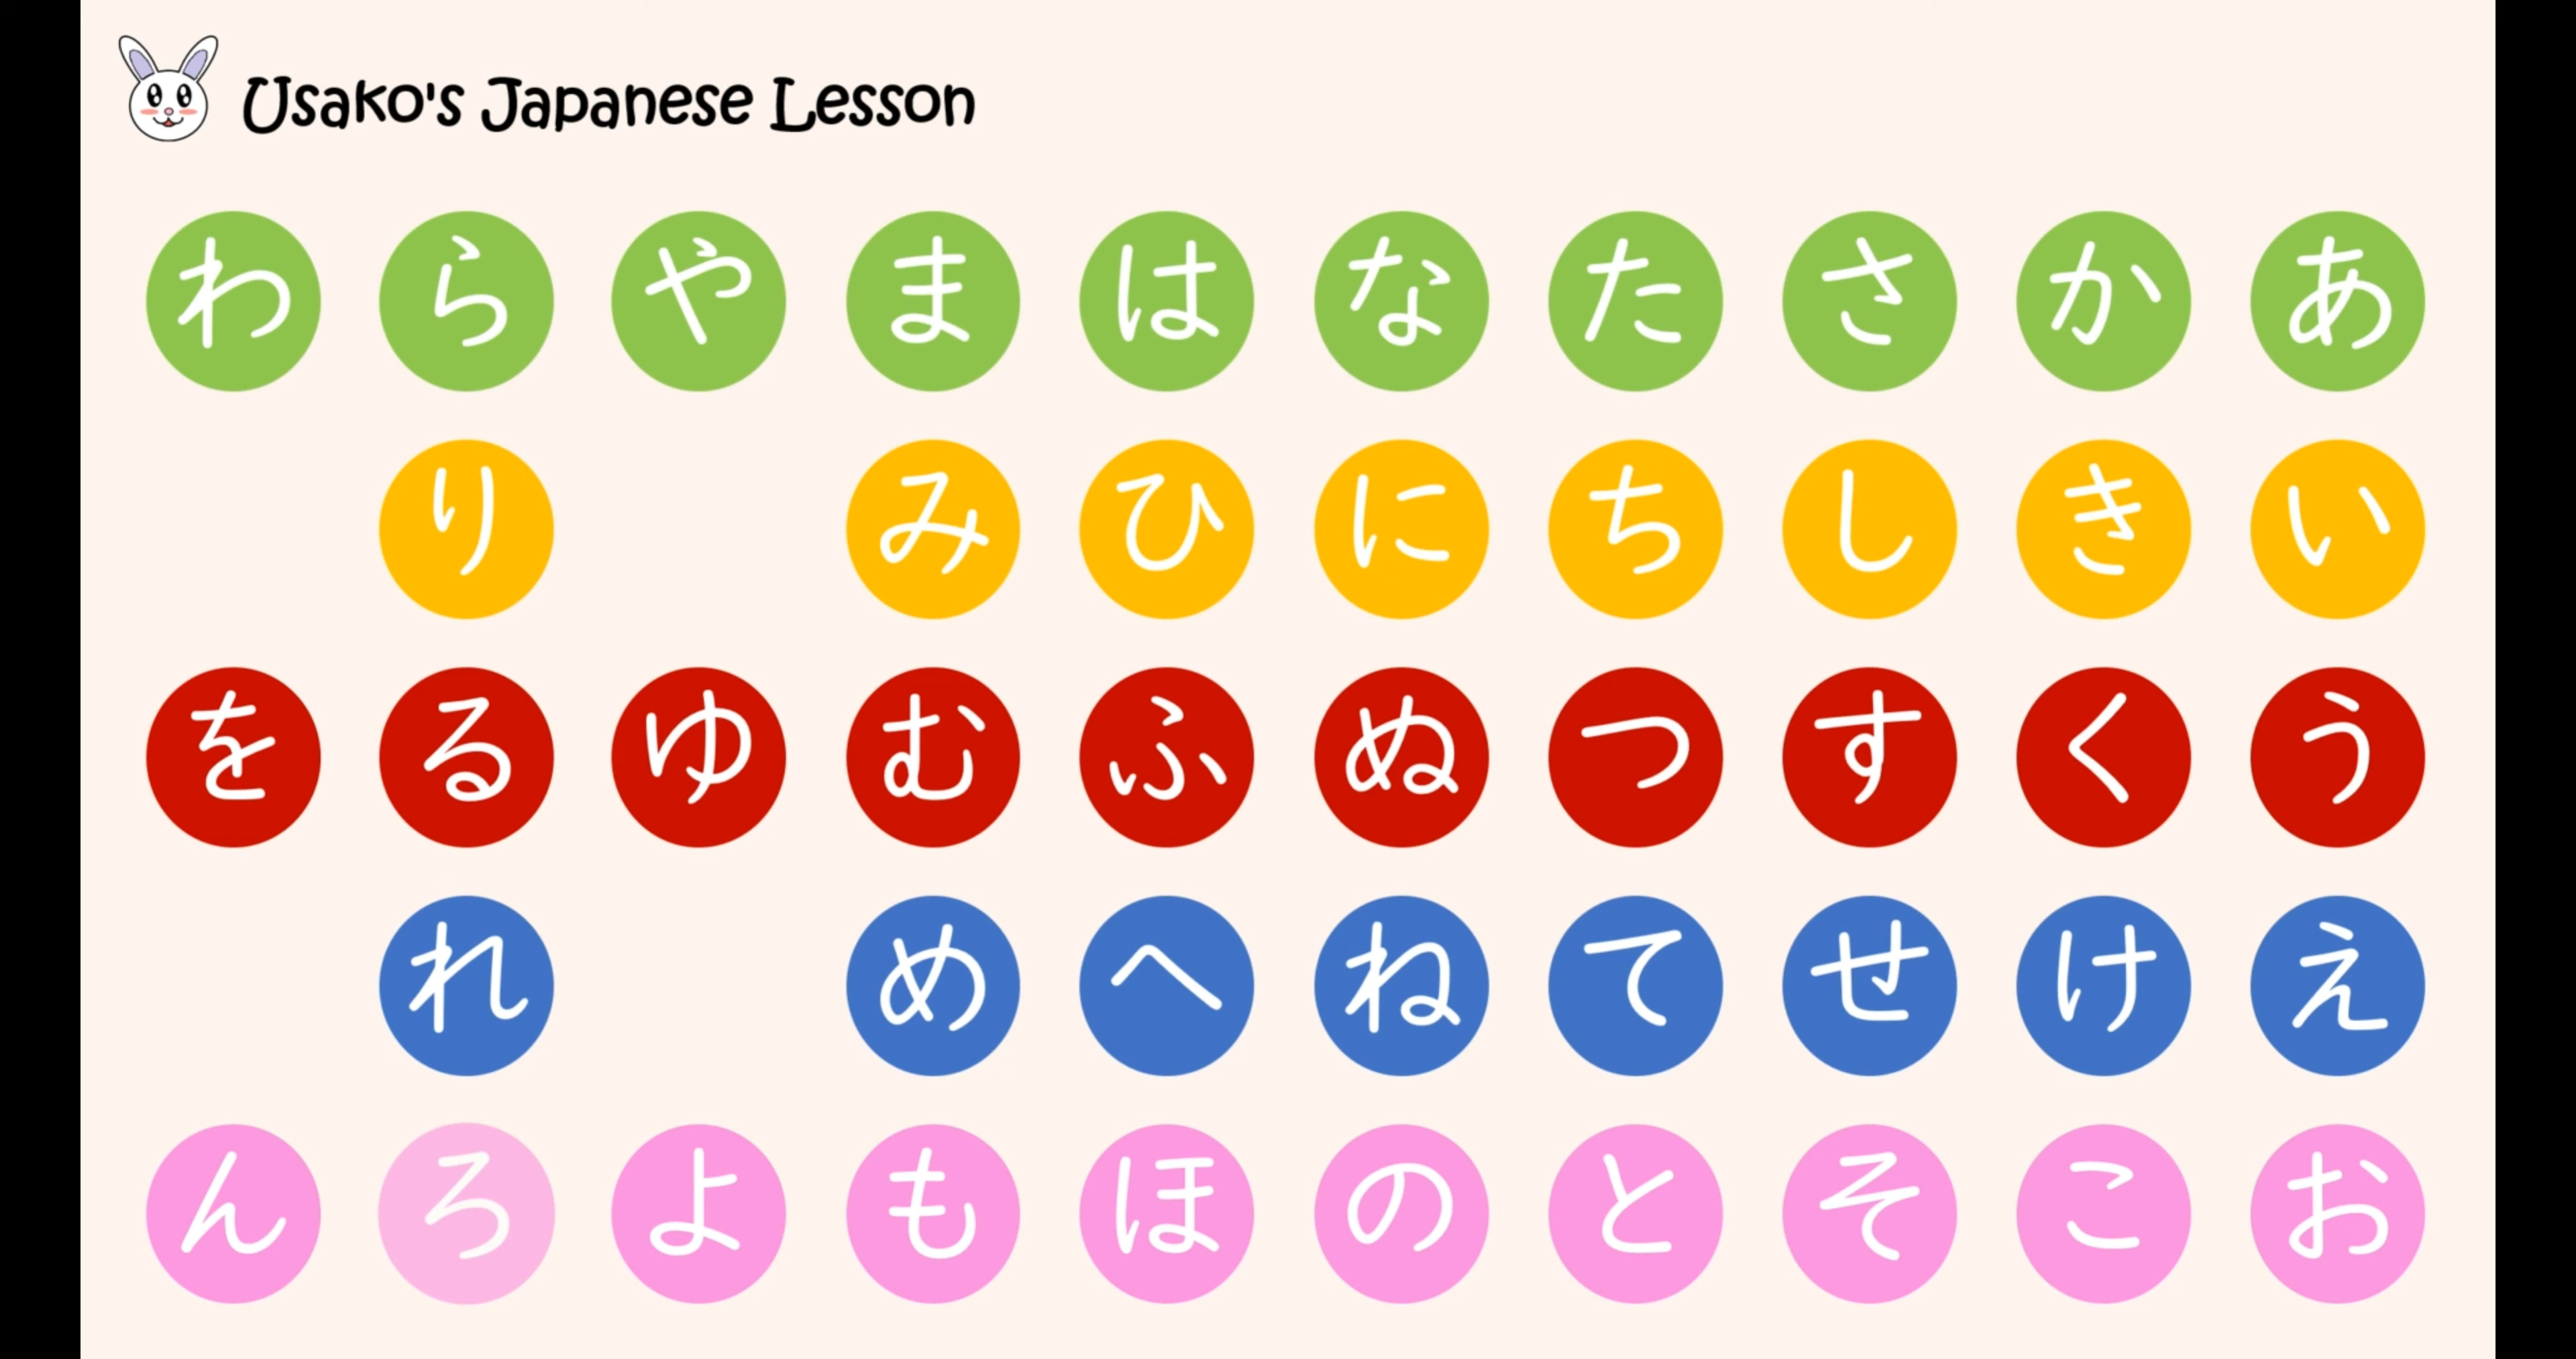 Usako's Japanese Lesson
わ ら や ま は な た さ か あ
り み ひ に ち し き い
を る ゆ む ふ ぬ つ す く う
れ め へ ね て せ け え
ん ろ よ も ほ の と そ こ お